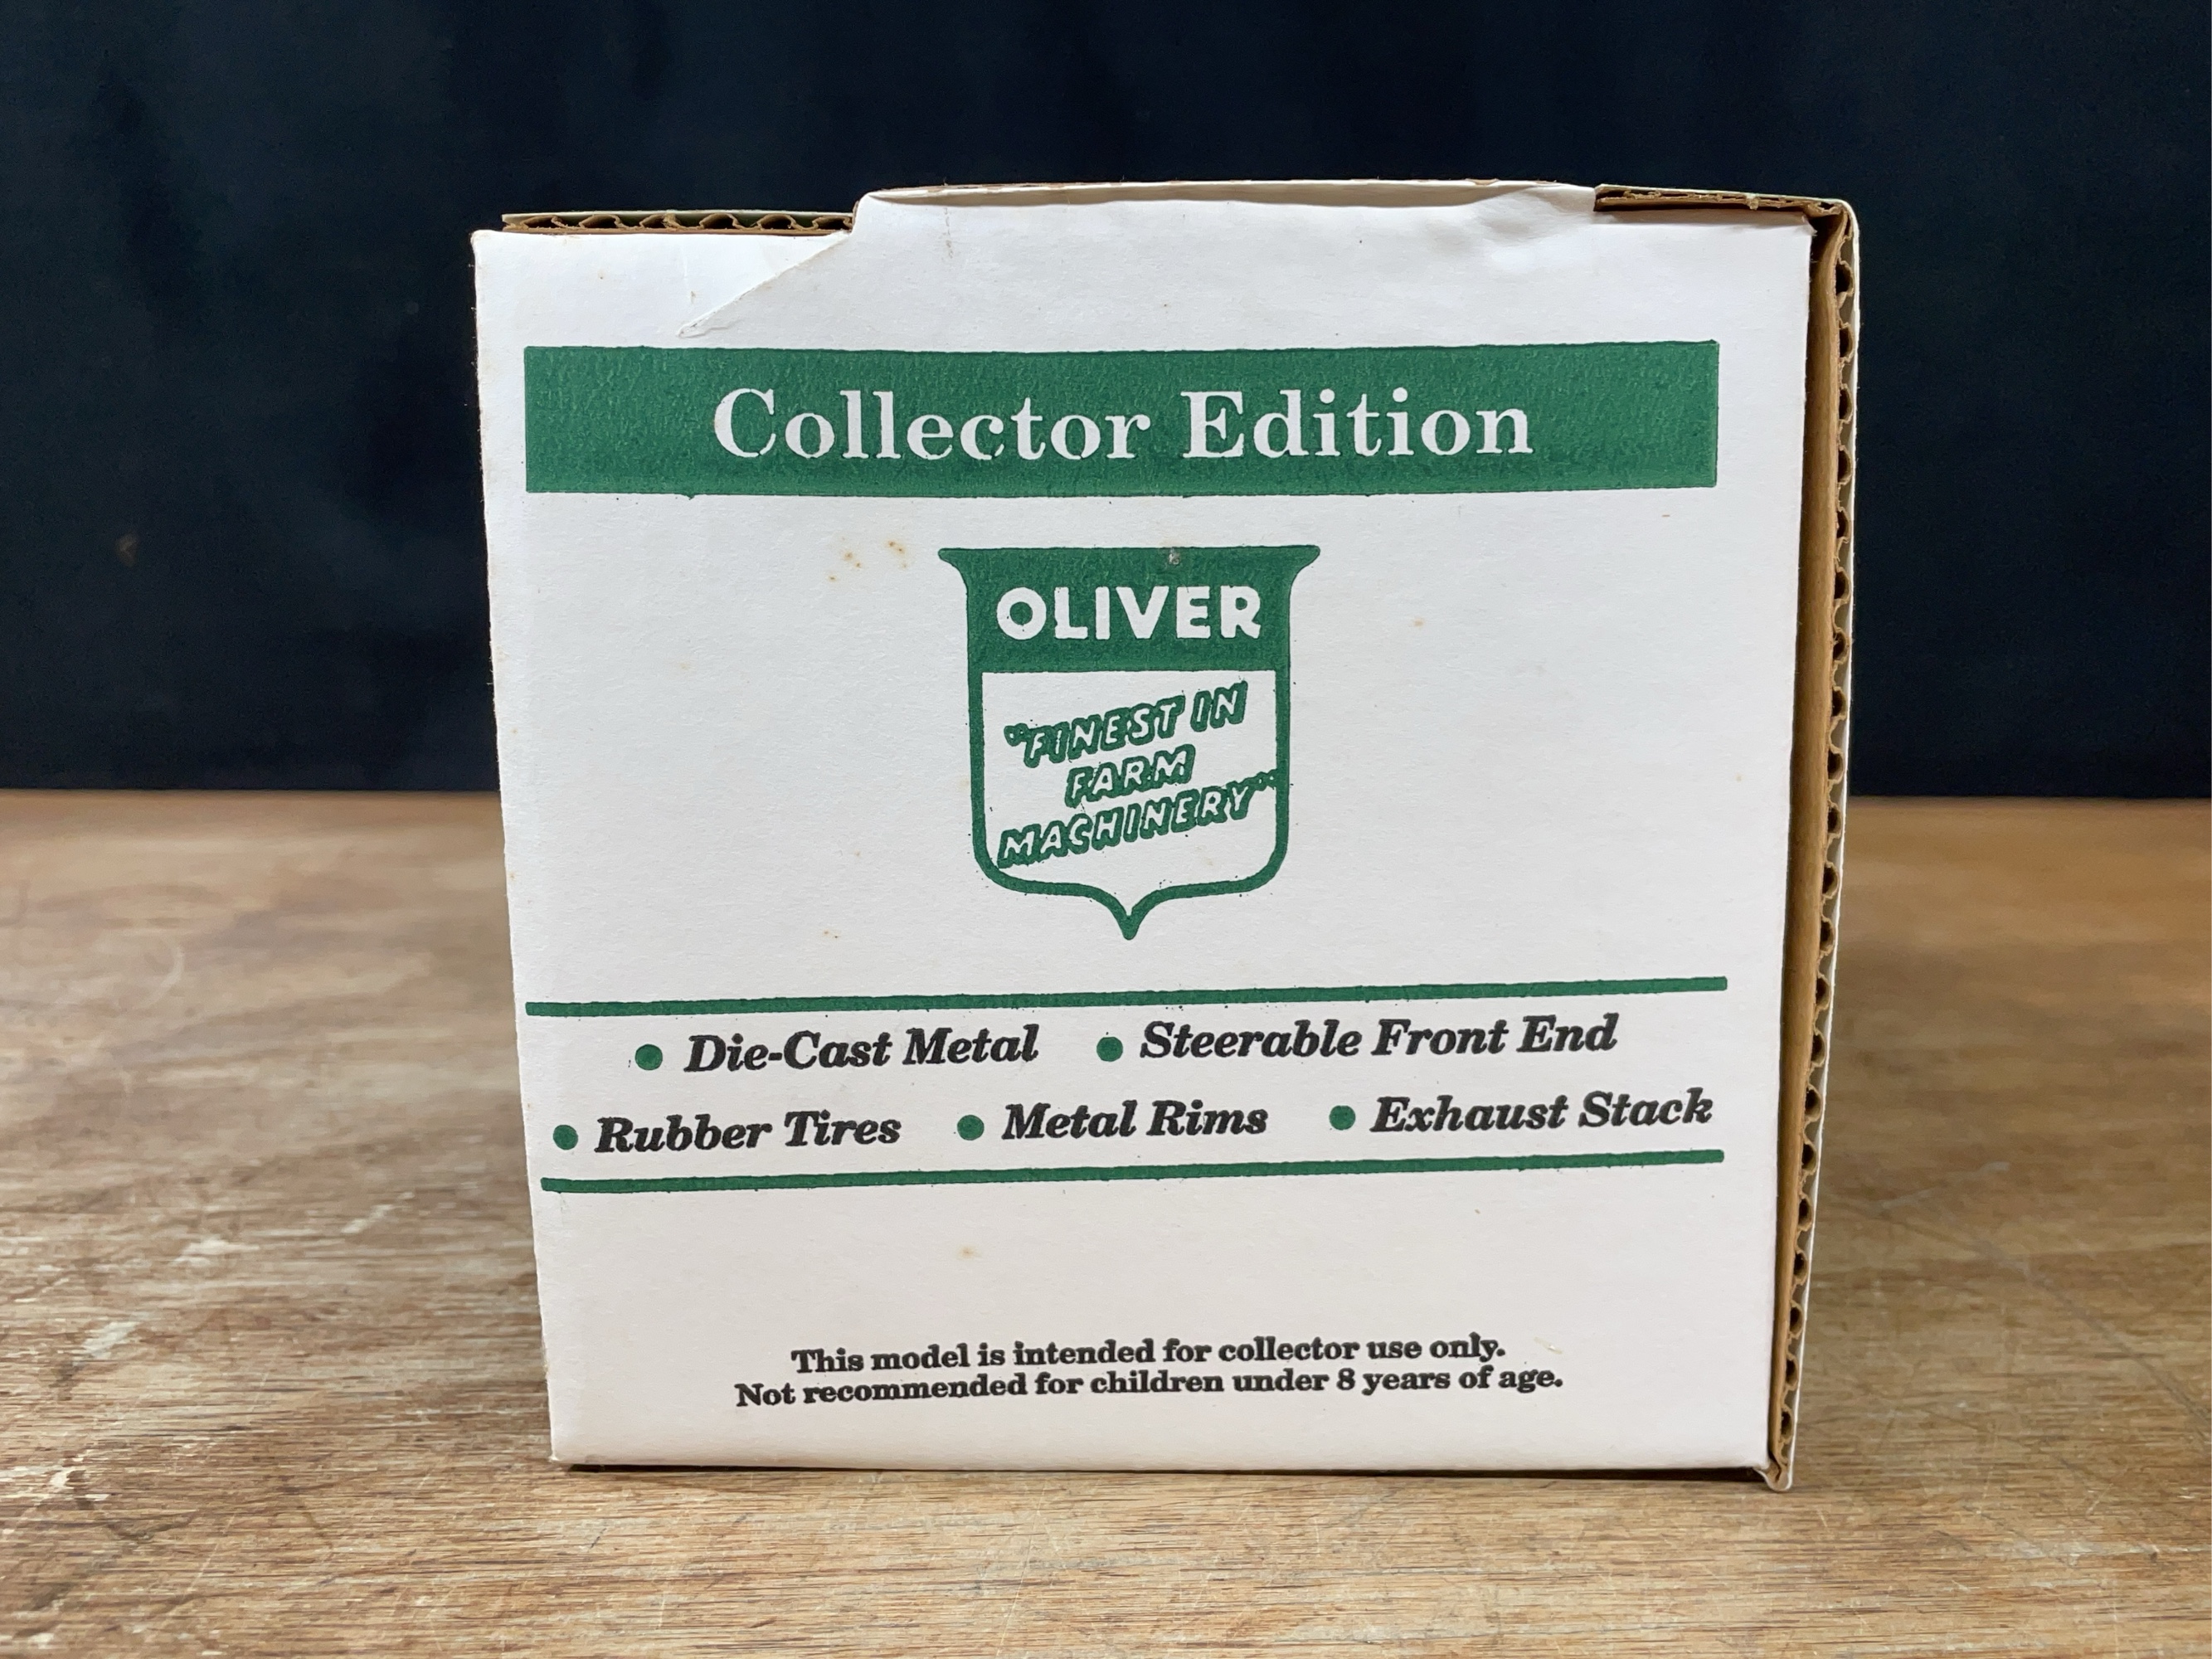 Collector Edition
OLIVER
"FINEST IN
FARM
MACHINERY"
• Die-Cast Metal • Steerable Front End
• Rubber Tires • Metal Rims • Exhaust Stack
This model is intended for collector use only.
Not recommended for children under 8 years of age.